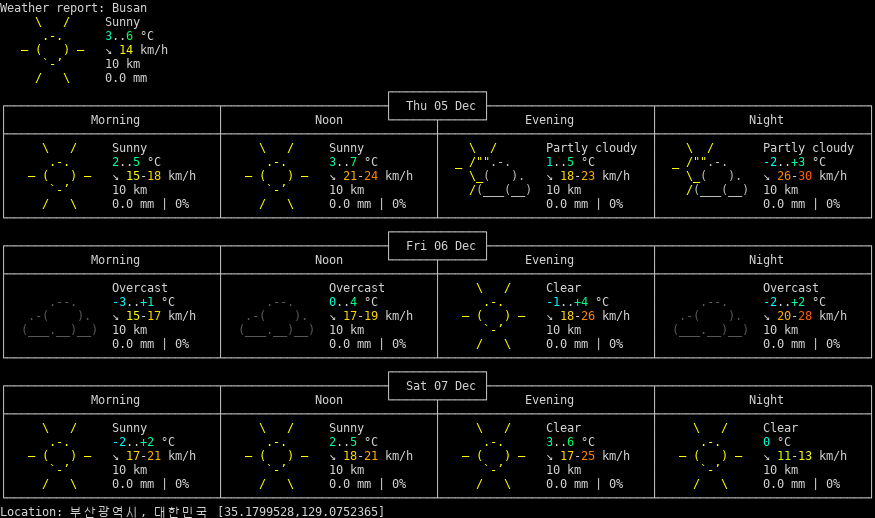 Weather report: Busan
Sunny
3..6 °C
↘ 14 km/h
10 km
0.0 mm
Thu 05 Dec
Morning Noon Evening Night
Sunny Sunny Partly cloudy Partly cloudy
2..5 °C 3..7 °C 1..5 °C -2..+3 °C
↘ 15-18 km/h ↘ 21-24 km/h ↘ 18-23 km/h ↘ 26-30 km/h
10 km 10 km 10 km 10 km
0.0 mm | 0% 0.0 mm | 0% 0.0 mm | 0% 0.0 mm | 0%
Fri 06 Dec
Morning Noon Evening Night
Overcast Overcast Clear Overcast
-3..+1 °C 0..4 °C -1..+4 °C -2..+2 °C
↘ 15-17 km/h ↘ 17-19 km/h ↘ 18-26 km/h ↘ 20-28 km/h
10 km 10 km 10 km 10 km
0.0 mm | 0% 0.0 mm | 0% 0.0 mm | 0% 0.0 mm | 0%
Sat 07 Dec
Morning Noon Evening Night
Sunny Sunny Clear Clear
-2..+2 °C 2..5 °C 3..6 °C 0 °C
↘ 17-21 km/h ↘ 18-21 km/h ↘ 17-25 km/h ↘ 11-13 km/h
10 km 10 km 10 km 10 km
0.0 mm | 0% 0.0 mm | 0% 0.0 mm | 0% 0.0 mm | 0%
Location: 부산광역시, 대한민국 [35.1799528,129.0752365]